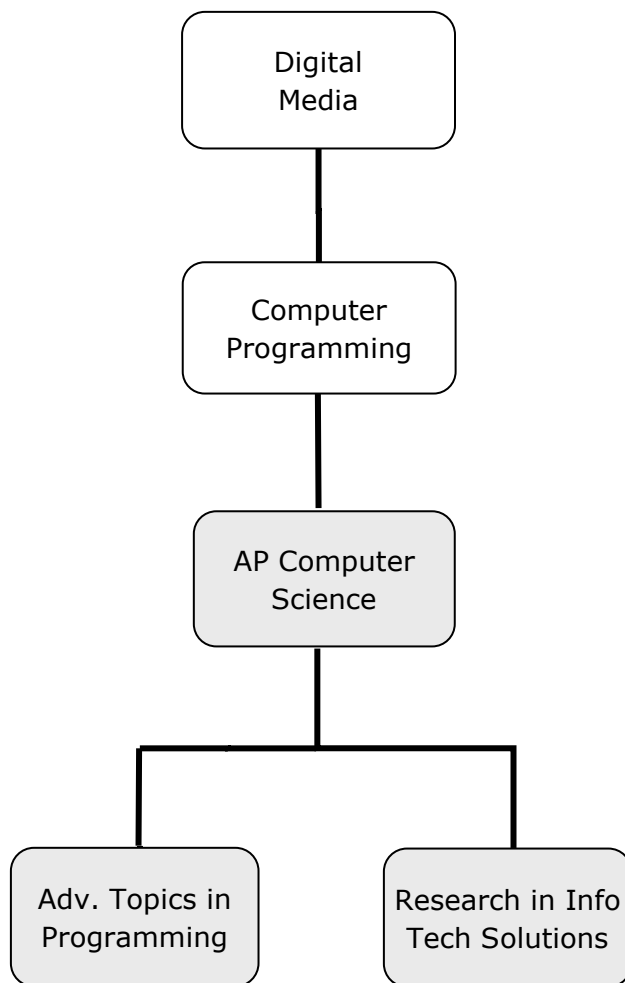 Digital
Media
Computer
Programming
AP Computer
Science
Adv. Topics in
Programming
Research in Info
Tech Solutions